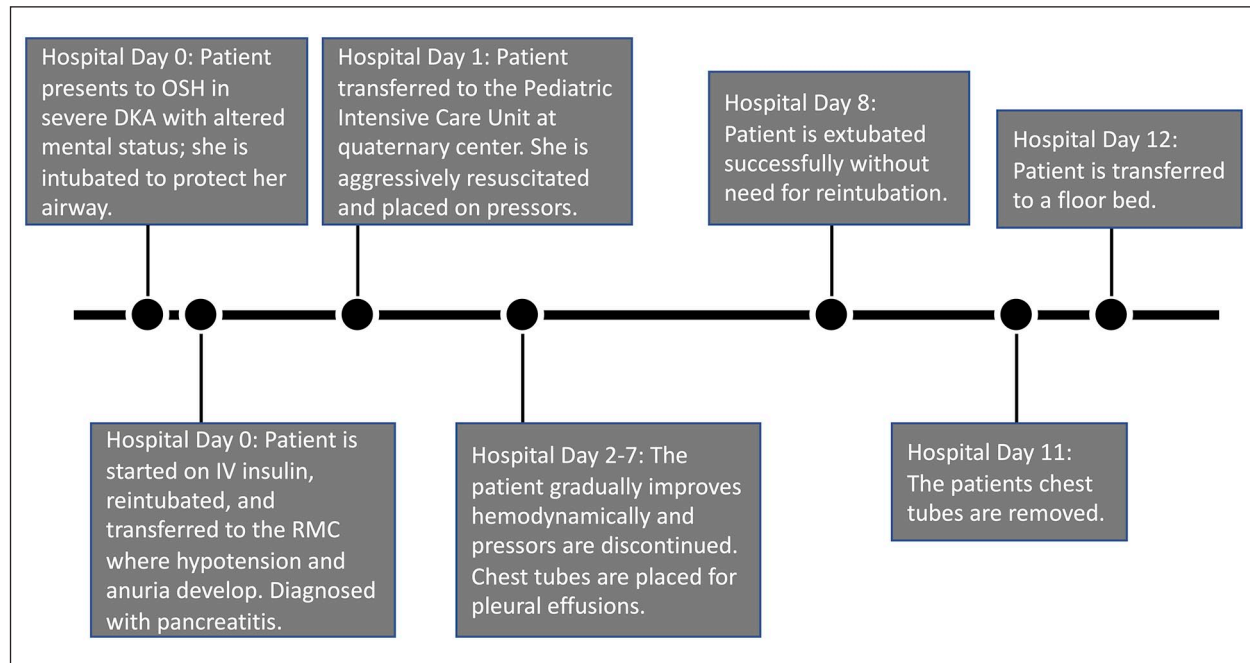 Hospital Day 0: Patient
presents to OSH in
severe DKA with altered
mental status; she is
intubated to protect her
airway.
Hospital Day 0: Patient is
started on IV insulin,
reintubated, and
transferred to the RMC
where hypotension and
anuria develop. Diagnosed
with pancreatitis.
Hospital Day 1: Patient
transferred to the Pediatric
Intensive Care Unit at
quaternary center. She is
aggressively resuscitated
and placed on pressors.
Hospital Day 2-7: The
patient gradually improves
hemodynamically and
pressors are discontinued.
Chest tubes are placed for
pleural effusions.
Hospital Day 8:
Patient is extubated
successfully without
need for reintubation.
Hospital Day 11:
The patients chest
tubes are removed.
Hospital Day 12:
Patient is transferred
to a floor bed.